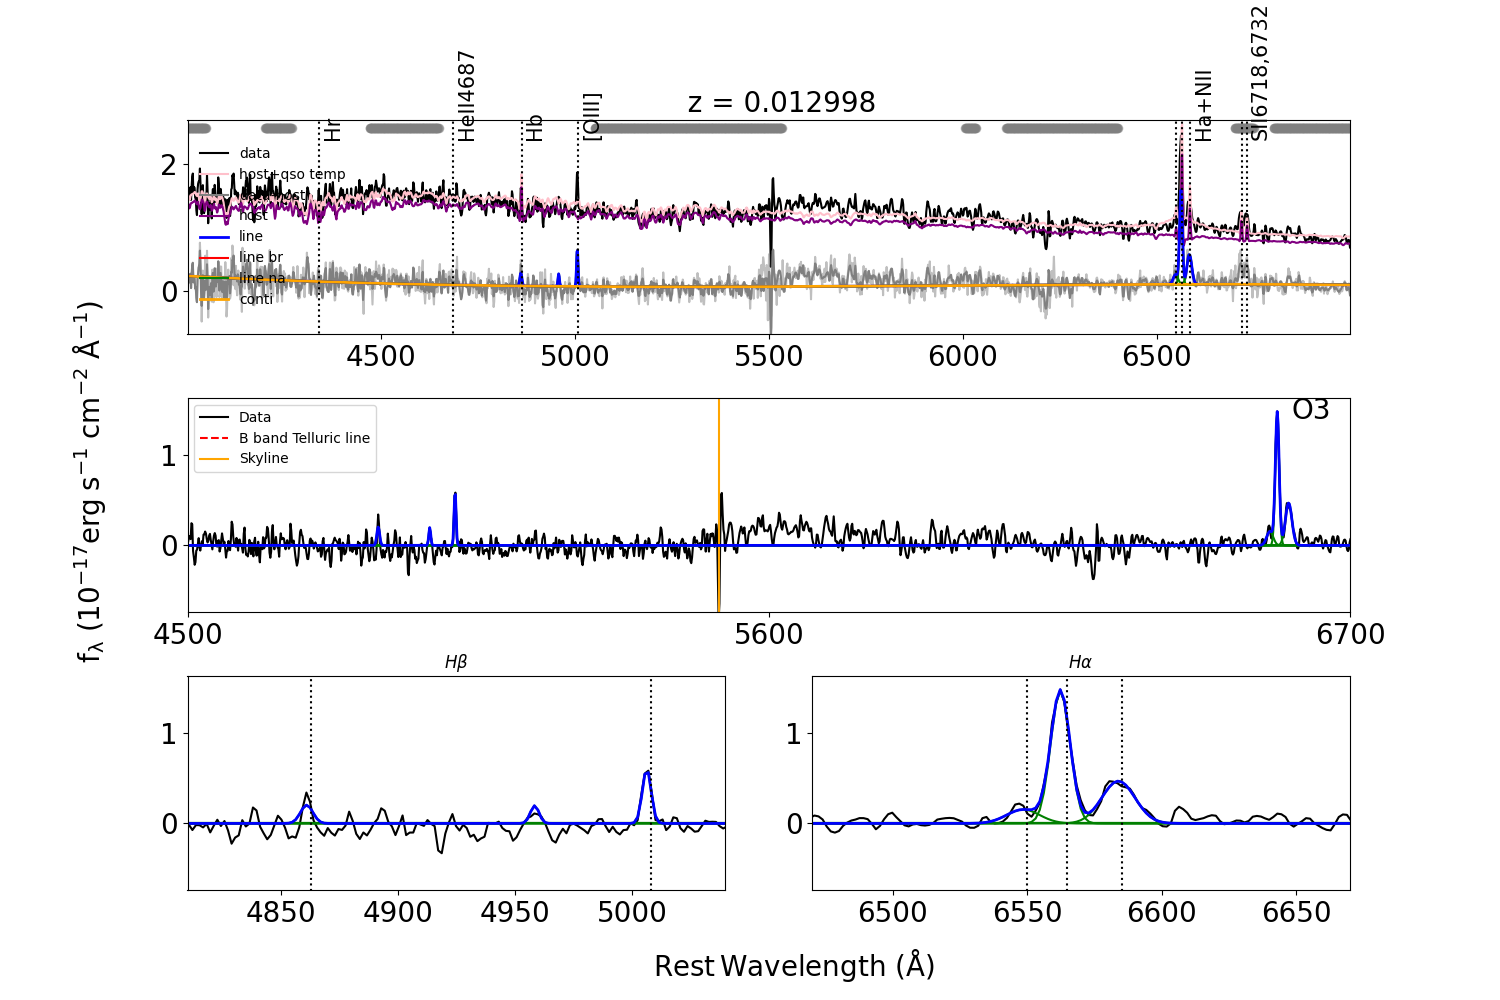 z = 0.012998
Hr
HeII4687
Hb
[OIII]
Ha+NII
SII6718,6732
data
host+qso temp
host
line
line br
line na
conti
2
0
4500
5000
5500
6000
6500
fλ (10−17erg s−1 cm−2 Å−1)
Data
B band Telluric line
Skyline
O3
1
0
4500
5600
6700
Hβ
1
0
4850
4900
4950
5000
Hα
1
0
6500
6550
6600
6650
Rest Wavelength (Å)